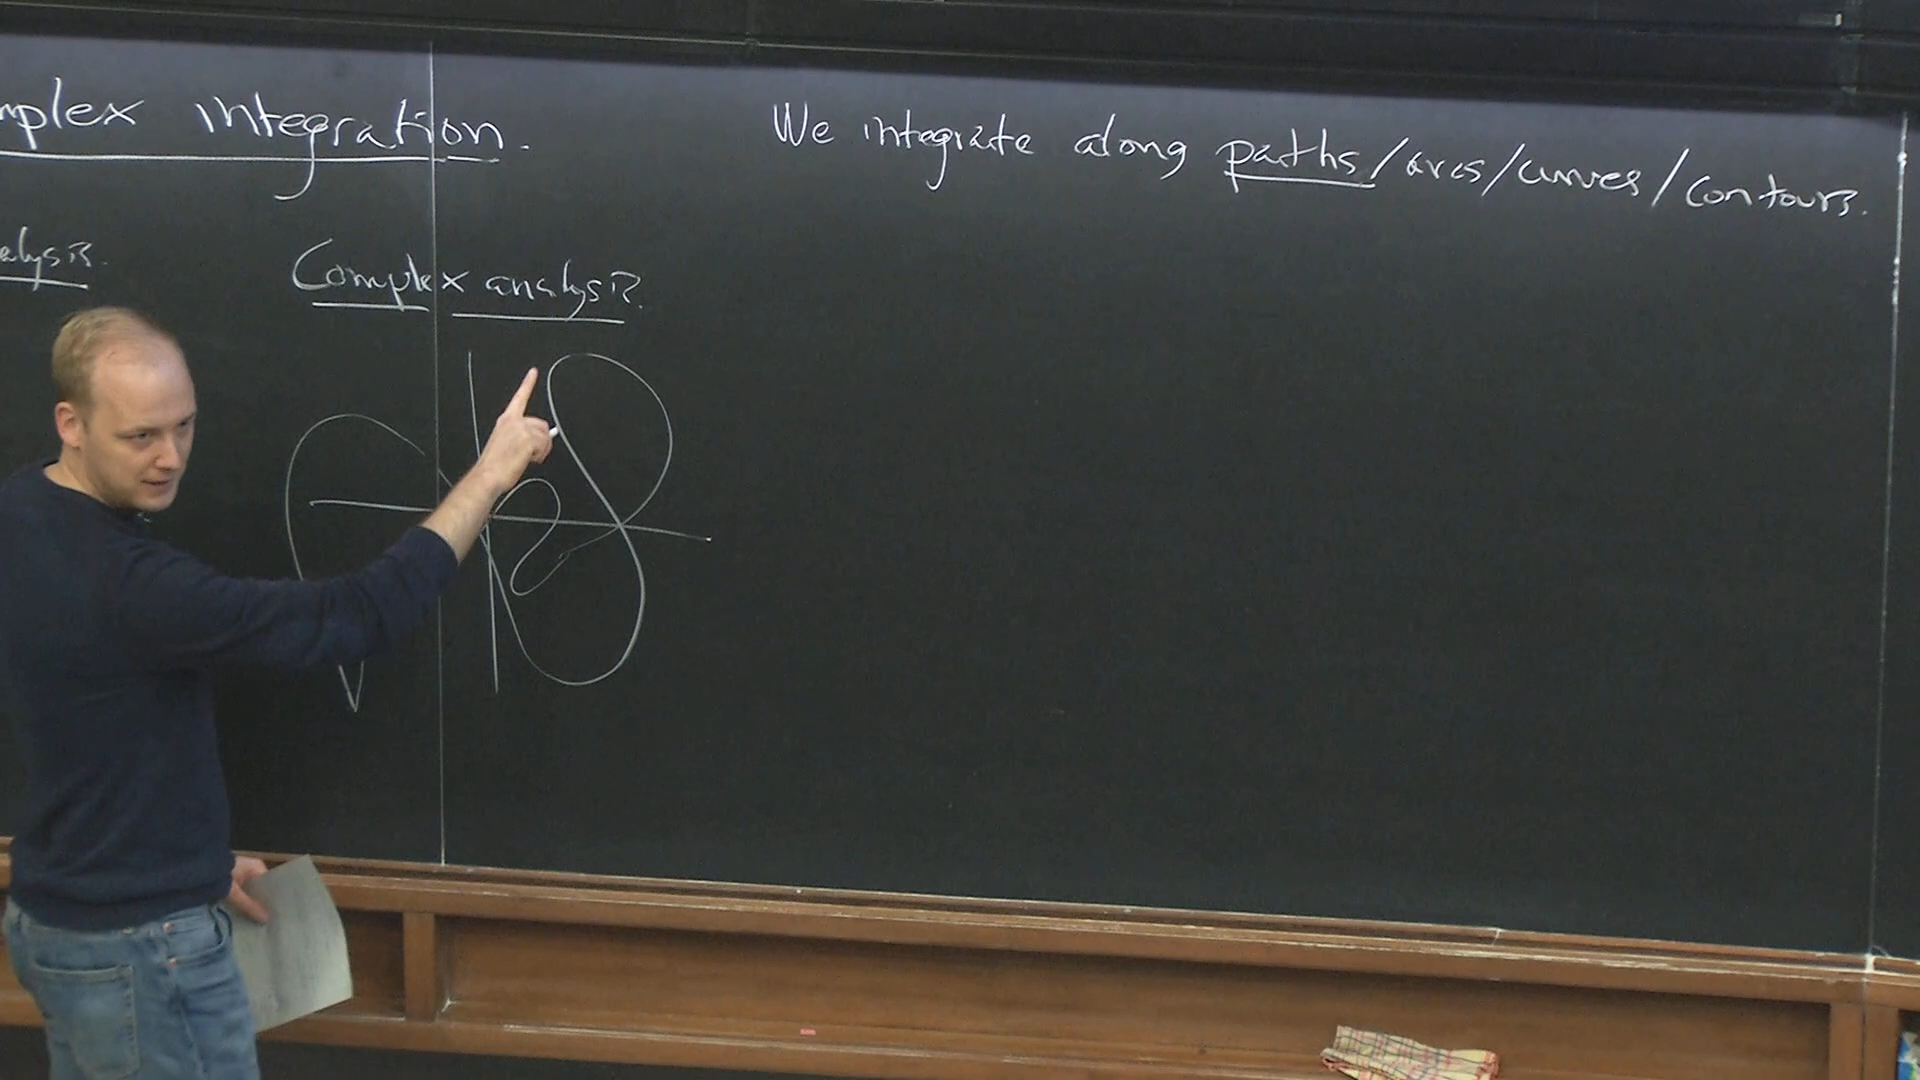 mplex integration.
alysis.
Complex analysis.
We integrate along paths/arcs/curves/contours.